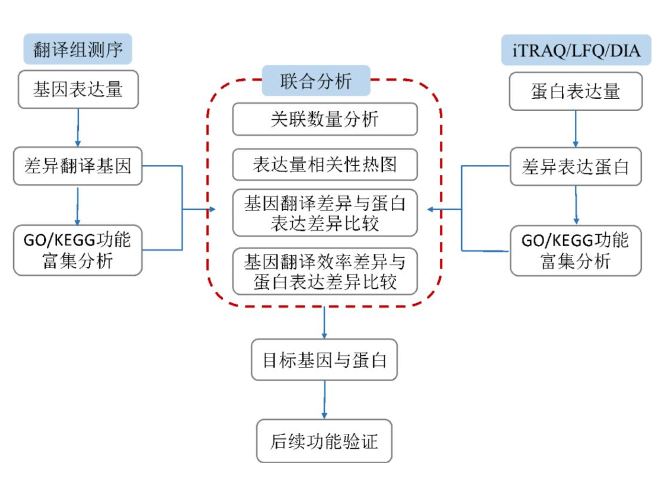 翻译组测序
基因表达量
差异翻译基因
GO/KEGG功能
富集分析
联合分析
关联数量分析
表达量相关性热图
基因翻译差异与蛋白
表达差异比较
基因翻译效率差异与
蛋白表达差异比较
目标基因与蛋白
后续功能验证
iTRAQ/LFQ/DIA
蛋白表达量
差异表达蛋白
GO/KEGG功能
富集分析